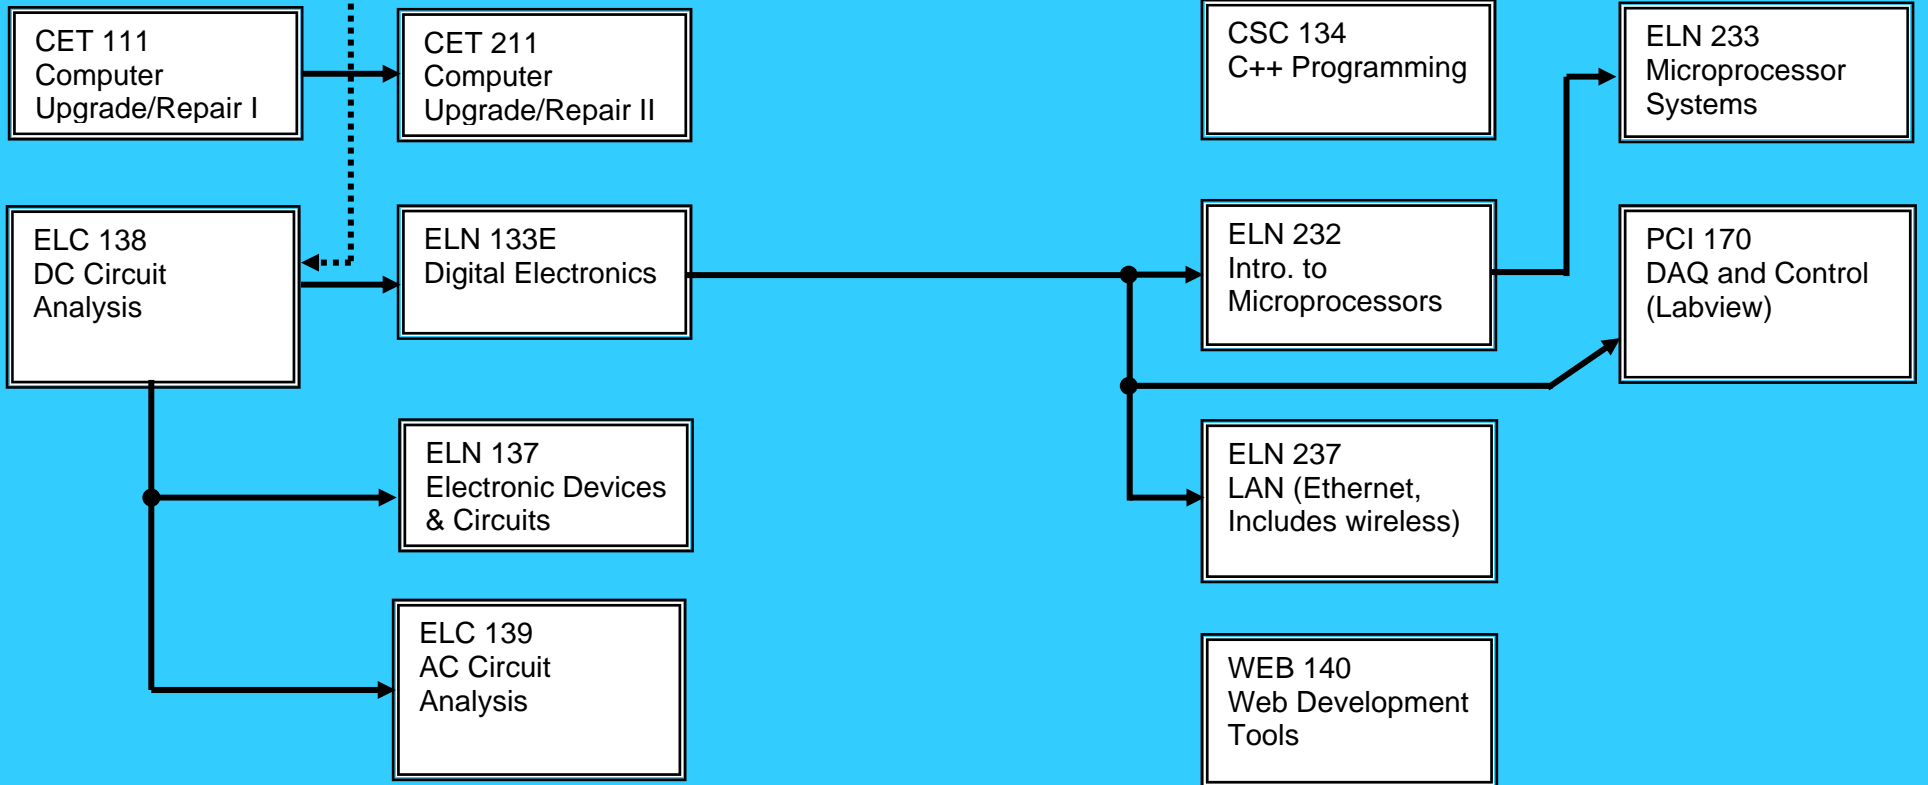 CET 111
Computer
Upgrade/Repair I
CET 211
Computer
Upgrade/Repair II
CSC 134
C++ Programming
ELN 233
Microprocessor
Systems
ELC 138
DC Circuit
Analysis
ELN 133E
Digital Electronics
ELN 232
Intro. to
Microprocessors
PCI 170
DAQ and Control
(Labview)
ELN 137
Electronic Devices
& Circuits
ELN 237
LAN (Ethernet,
Includes wireless)
ELC 139
AC Circuit
Analysis
WEB 140
Web Development
Tools